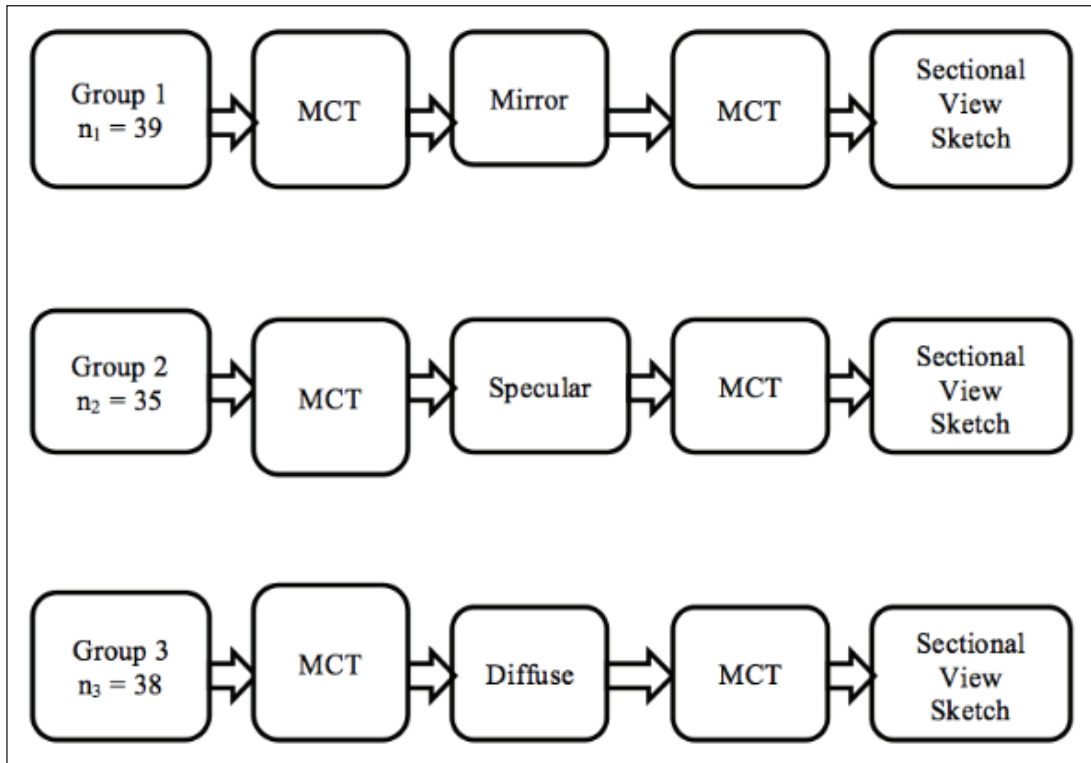 Group 1
n₁ = 39
MCT
Mirror
MCT
Sectional
View
Sketch
Group 2
n₂ = 35
MCT
Specular
MCT
Sectional
View
Sketch
Group 3
n₃ = 38
MCT
Diffuse
MCT
Sectional
View
Sketch